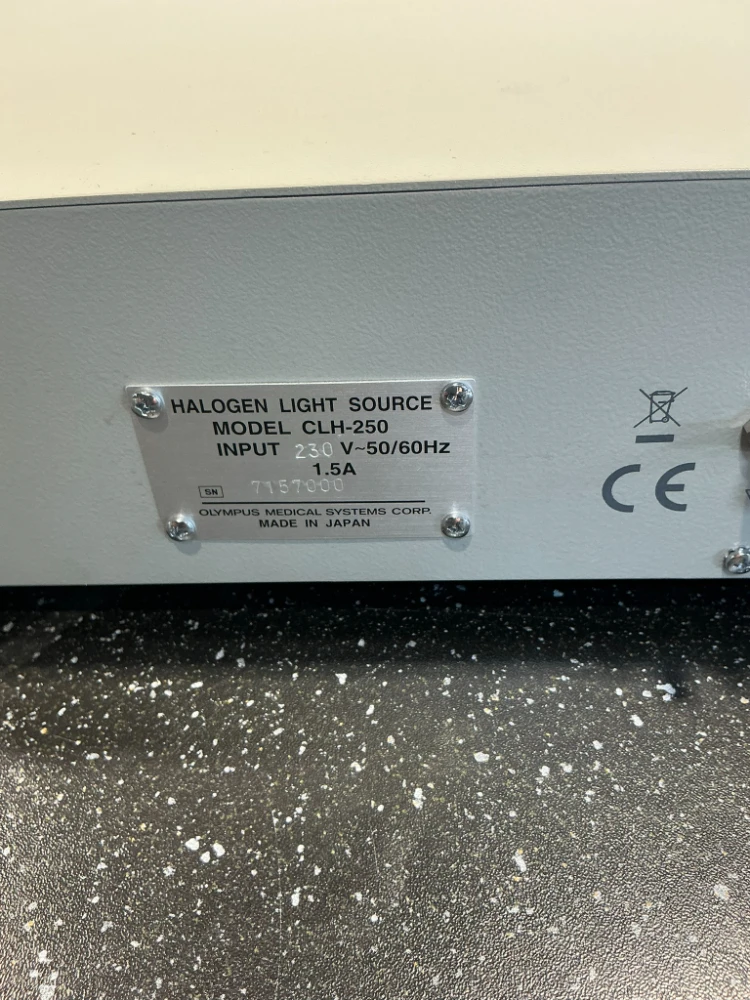 HALOGEN LIGHT SOURCE
MODEL CLH-250
INPUT 230 V~50/60Hz
1.5A
SN 7157000
OLYMPUS MEDICAL SYSTEMS CORP.
MADE IN JAPAN
CE